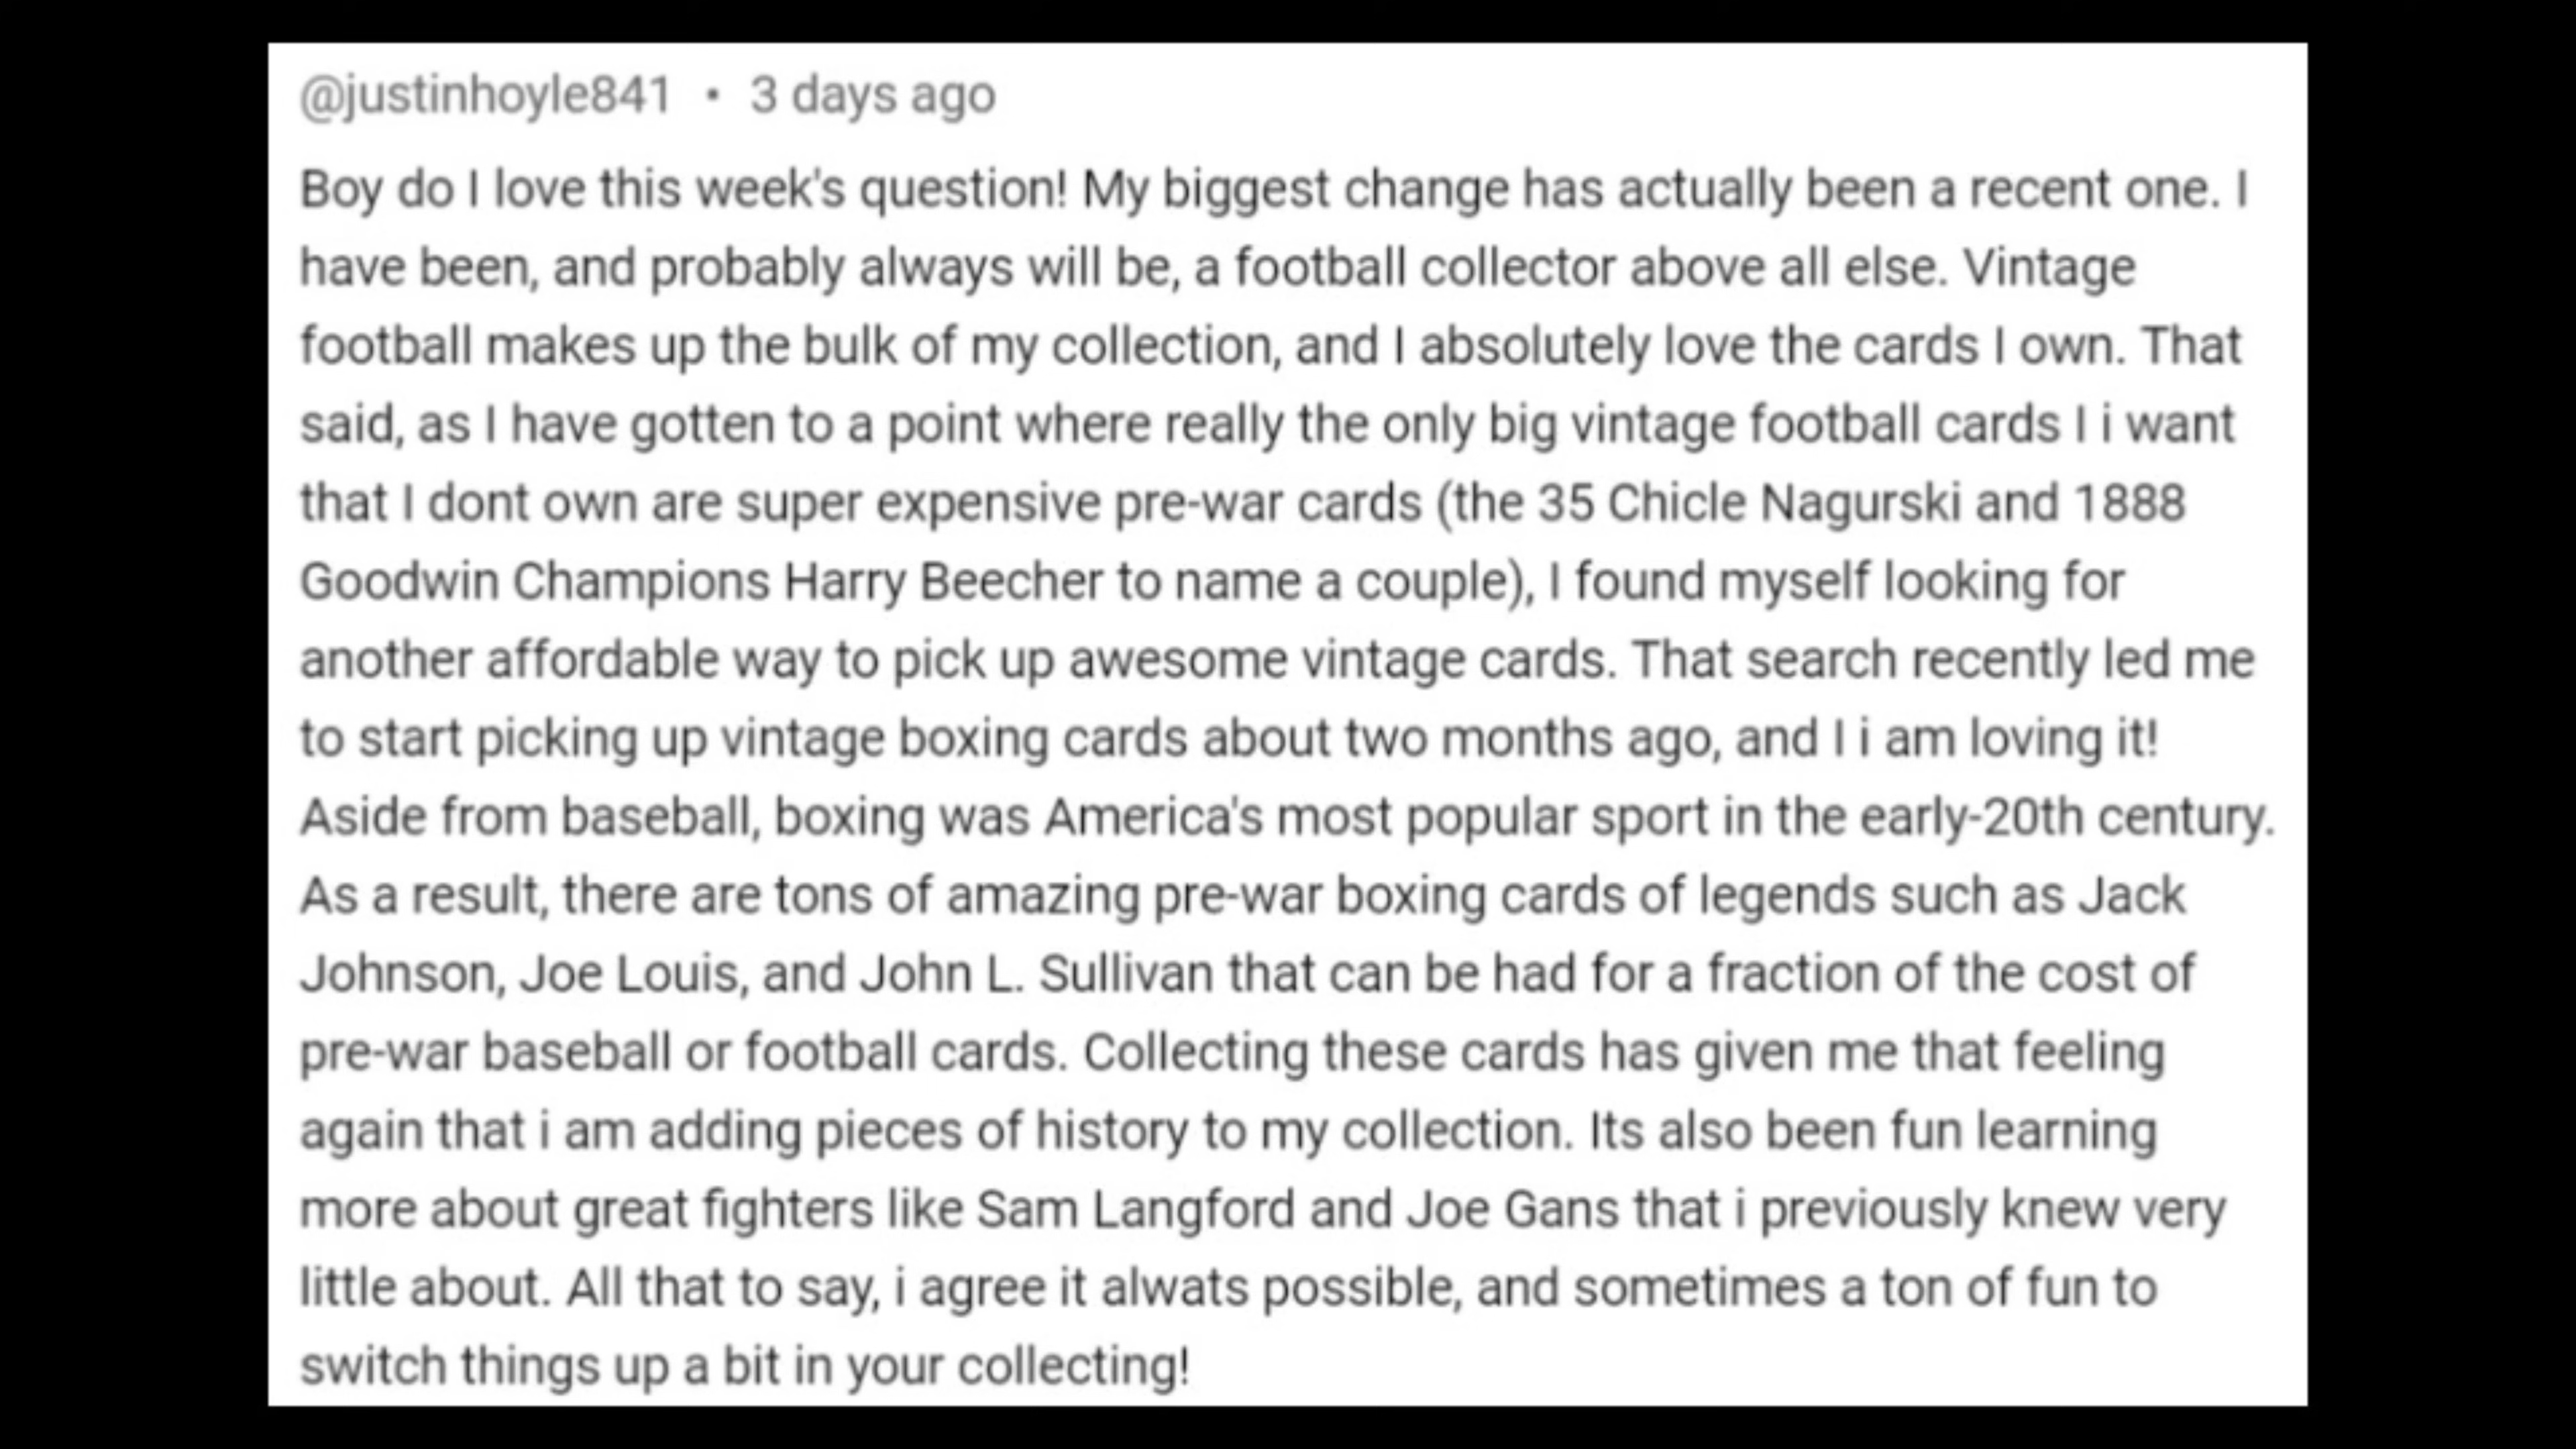 @justinhoyle841 • 3 days ago
Boy do I love this week's question! My biggest change has actually been a recent one. I
have been, and probably always will be, a football collector above all else. Vintage
football makes up the bulk of my collection, and I absolutely love the cards I own. That
said, as I have gotten to a point where really the only big vintage football cards I i want
that I dont own are super expensive pre-war cards (the 35 Chicle Nagurski and 1888
Goodwin Champions Harry Beecher to name a couple), I found myself looking for
another affordable way to pick up awesome vintage cards. That search recently led me
to start picking up vintage boxing cards about two months ago, and I i am loving it!
Aside from baseball, boxing was America's most popular sport in the early-20th century.
As a result, there are tons of amazing pre-war boxing cards of legends such as Jack
Johnson, Joe Louis, and John L. Sullivan that can be had for a fraction of the cost of
pre-war baseball or football cards. Collecting these cards has given me that feeling
again that i am adding pieces of history to my collection. Its also been fun learning
more about great fighters like Sam Langford and Joe Gans that i previously knew very
little about. All that to say, i agree it alwats possible, and sometimes a ton of fun to
switch things up a bit in your collecting!